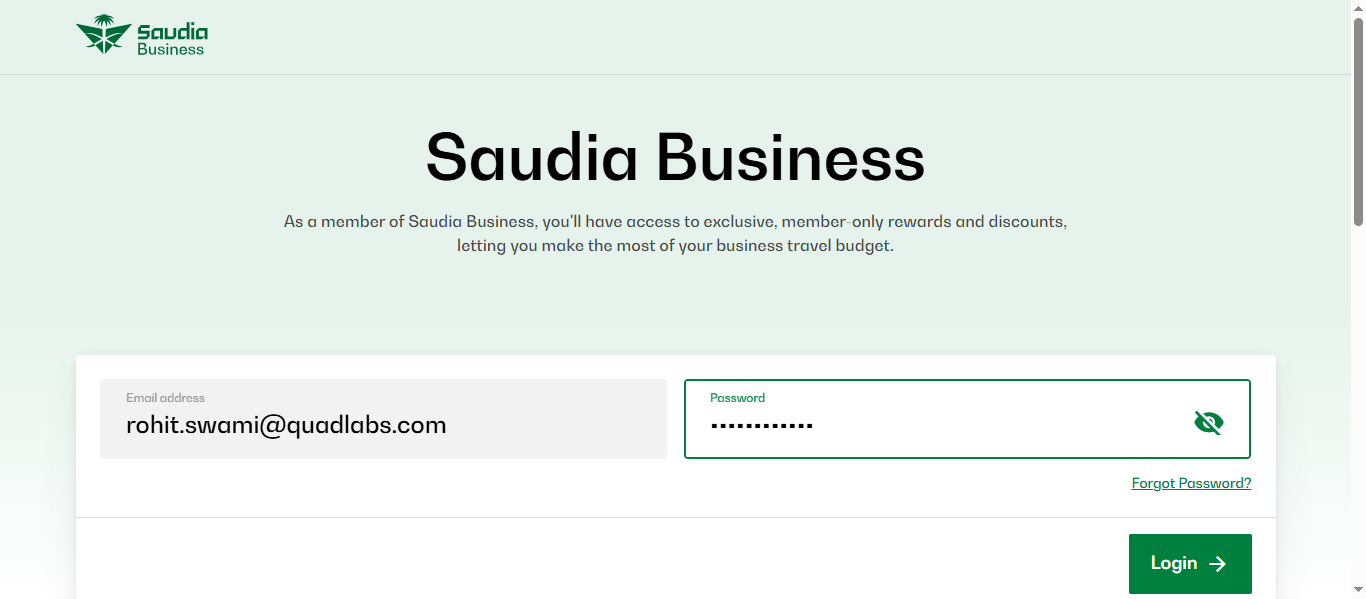 Saudia
Business
Saudia Business
As a member of Saudia Business, you'll have access to exclusive, member-only rewards and discounts,
letting you make the most of your business travel budget.
Email address
rohit.swami@quadlabs.com
Password
••••••••••••
Forgot Password?
Login